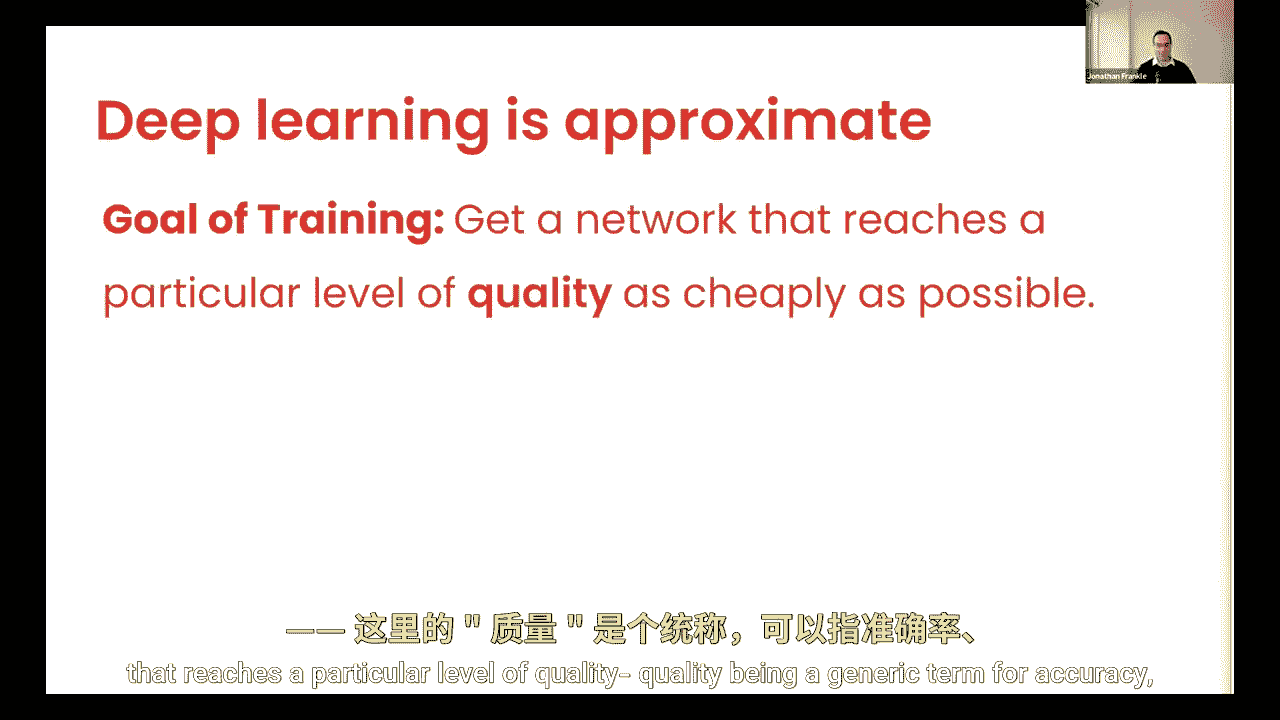 Jonathan Frankle
Deep learning is approximate
Goal of Training: Get a network that reaches a
particular level of quality as cheaply as possible.
—— 这里的 " 质量 " 是个统称，可以指准确率、
that reaches a particular level of quality– quality being a generic term for accuracy,